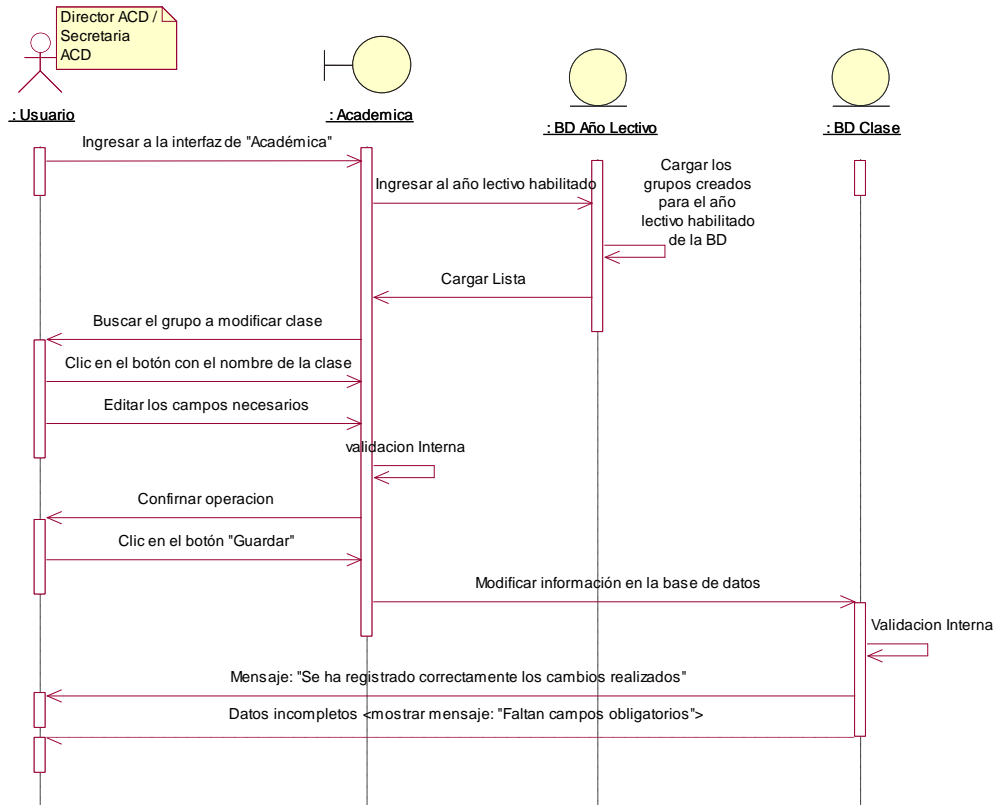 Director ACD /
Secretaria
ACD
: Usuario
: Academica
: BD Año Lectivo
: BD Clase
Ingresar a la interfaz de "Académica"
Ingresar al año lectivo habilitado
Cargar los
grupos creados
para el año
lectivo habilitado
de la BD
Cargar Lista
Buscar el grupo a modificar clase
Clic en el botón con el nombre de la clase
Editar los campos necesarios
validacion Interna
Confirnar operacion
Clic en el botón "Guardar"
Modificar información en la base de datos
Validacion Interna
Mensaje: "Se ha registrado correctamente los cambios realizados"
Datos incompletos <mostrar mensaje: "Faltan campos obligatorios">